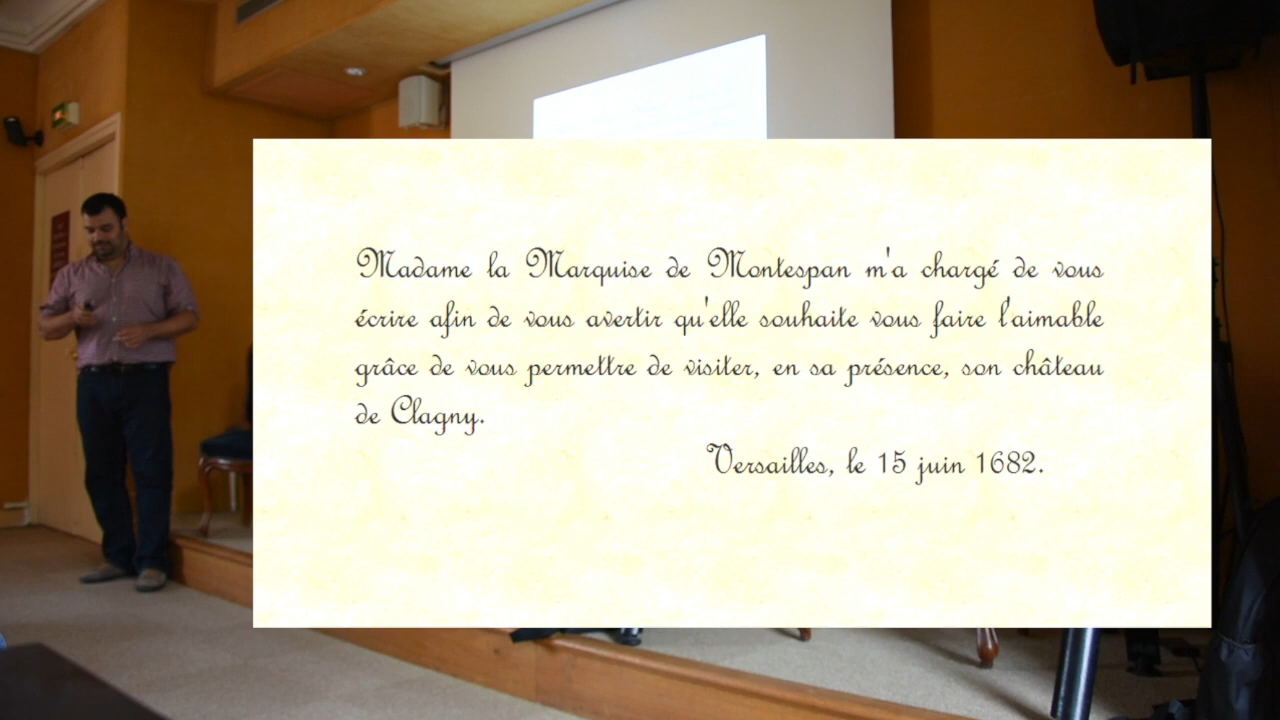 Madame la Marquise de Montespan m'a chargé de vous
écrire afin de vous avertir qu'elle souhaite vous faire l'aimable
grâce de vous permettre de visiter, en sa présence, son château
de Clagny.
Versailles, le 15 juin 1682.